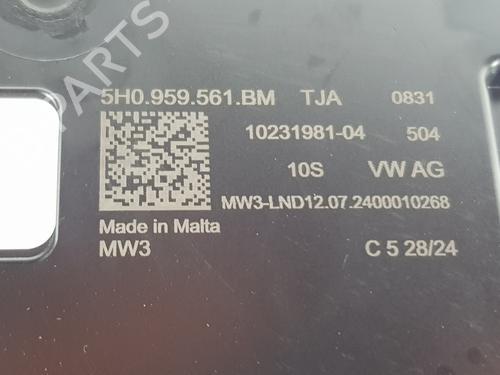 PARTS
5H0.959.561.BM TJA 0831
10231981-04 504
10S VW AG
MW3-LND12.07.2400010268
Made in Malta
MW3 C 5 28/24